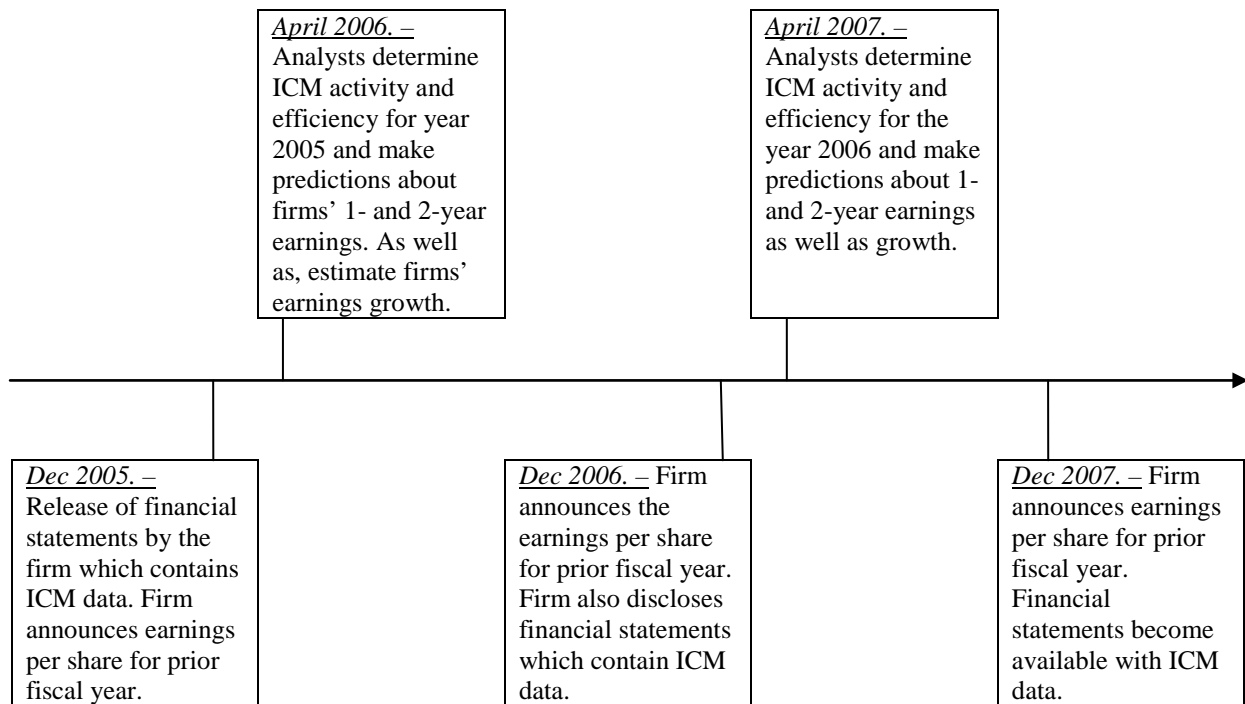 April 2006. –
Analysts determine
ICM activity and
efficiency for year
2005 and make
predictions about
firms’ 1- and 2-year
earnings. As well
as, estimate firms’
earnings growth.
April 2007. –
Analysts determine
ICM activity and
efficiency for the
year 2006 and make
predictions about 1-
and 2-year earnings
as well as growth.
Dec 2005. –
Release of financial
statements by the
firm which contains
ICM data. Firm
announces earnings
per share for prior
fiscal year.
Dec 2006. – Firm
announces the
earnings per share
for prior fiscal year.
Firm also discloses
financial statements
which contain ICM
data.
Dec 2007. – Firm
announces earnings
per share for prior
fiscal year.
Financial
statements become
available with ICM
data.